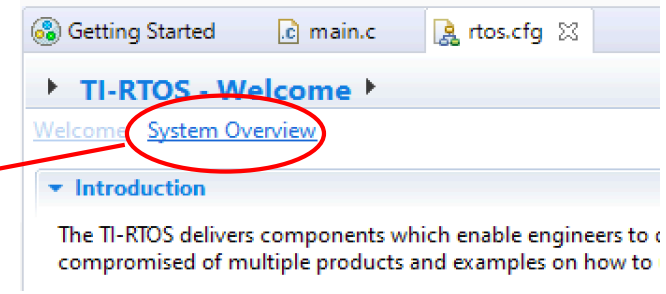 Getting Started main.c rtos.cfg
TI-RTOS - Welcome
Welcome System Overview
Introduction
The TI-RTOS delivers components which enable engineers to
compromised of multiple products and examples on how to